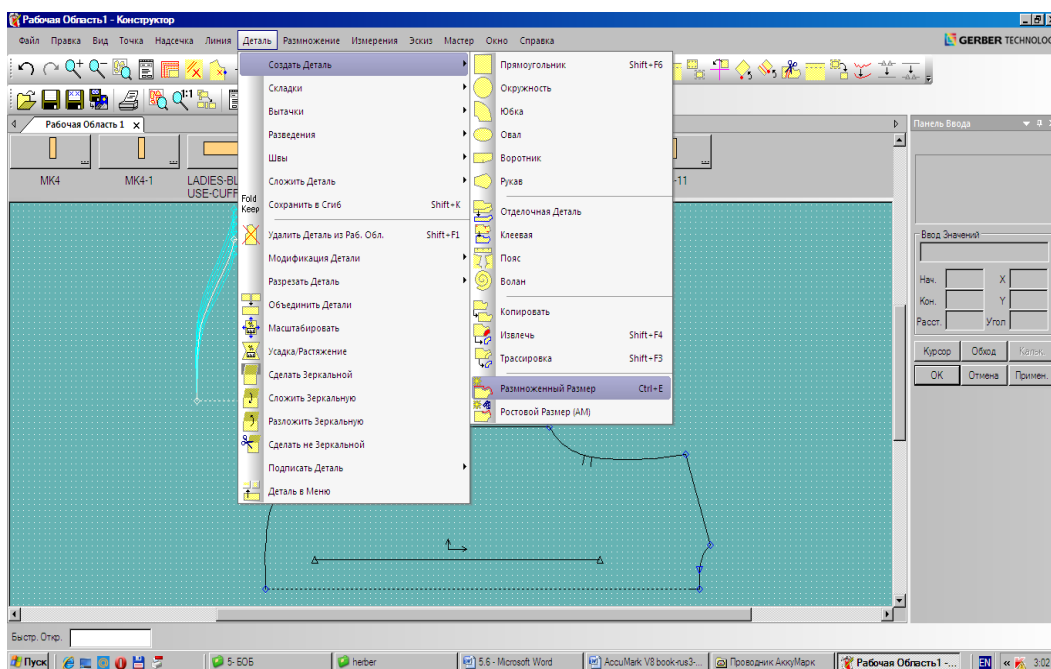 Рабочая Область1 - Конструктор
Файл Правка Вид Точка Надсечка Линия Деталь Размножение Измерения Эскиз Мастер Окно Справка
GERBER TECHNOLOG
1:1
Рабочая Область 1 x
Панель Ввода
MK4
MK4-1
LADIES-BL
USE-CUFF
-11
Создать Деталь
Складки
Вытачки
Разведения
Швы
Сложить Деталь
Fold
Keep
Сохранить в Сгиб Shift+K
Удалить Деталь из Раб. Обл. Shift+F1
Модификация Детали
Разрезать Деталь
Объединить Детали
Масштабировать
Усадка/Растяжение
Сделать Зеркальной
Сложить Зеркальную
Разложить Зеркальную
Сделать не Зеркальной
Подписать Деталь
Деталь в Меню
Прямоугольник Shift+F6
Окружность
Юбка
Овал
Воротник
Рукав
Отделочная Деталь
Клеевая
Пояс
Волан
Копировать
Извлечь Shift+F4
Трассировка Shift+F3
Размноженный Размер Ctrl+E
Ростовой Размер (AM)
Ввод Значений
Нач. X
Кон. Y
Расст. Угол
Курсор Обход Кальк.
OK Отмена Примен.
Быстр. Откр.
Пуск
5- БОБ
herber
5.6 - Microsoft Word
AccuMark V8 book-rus3-...
Проводник АккуМарк
Рабочая Область1 -...
EN
3:02